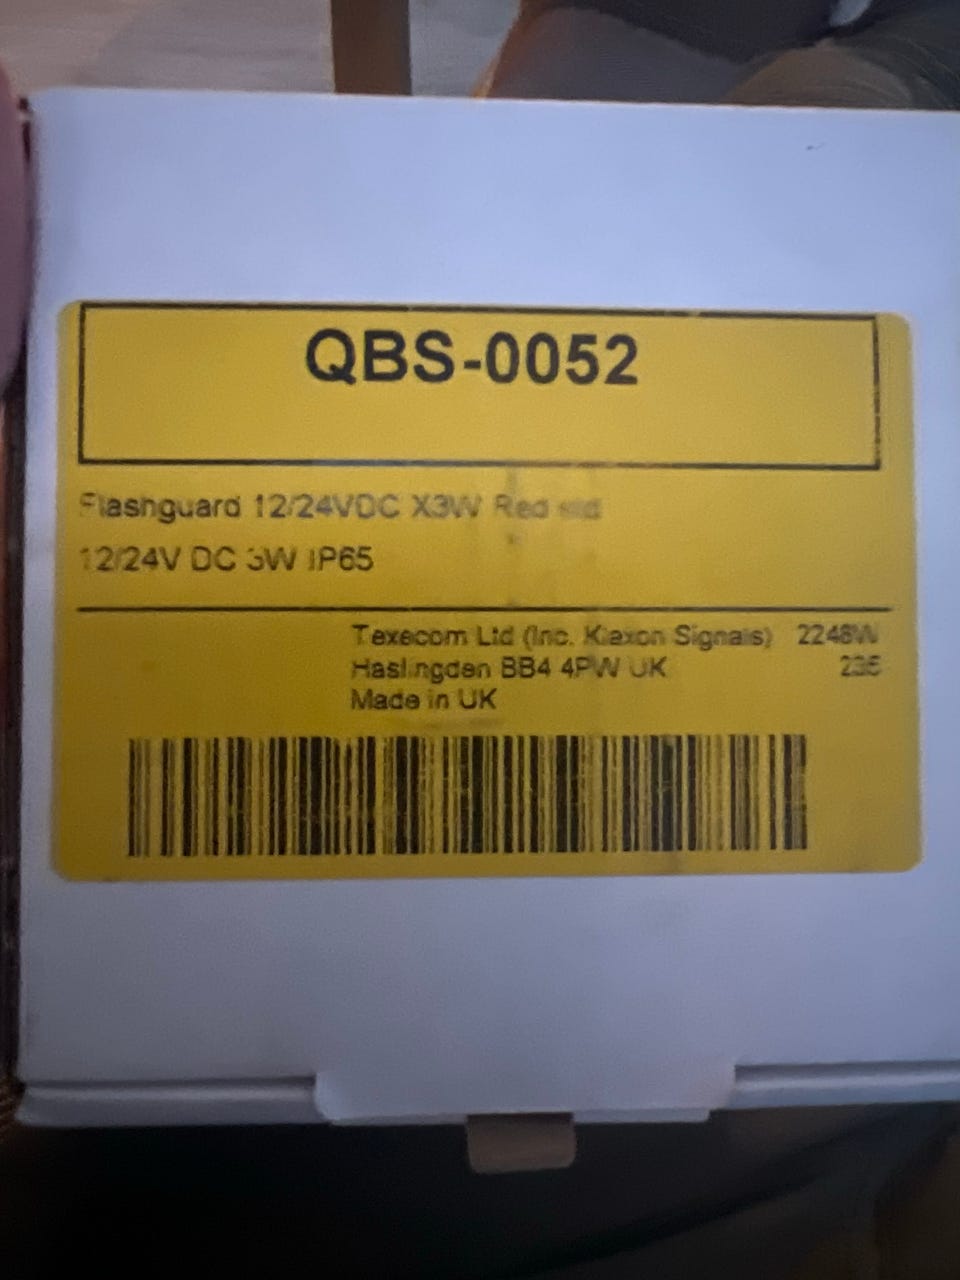 QBS-0052
Flashguard 12/24VDC X3W Red std
12/24V DC 3W IP65
Texecom Ltd (Inc. Klaxon Signals) 2248W
Haslingden BB4 4PW UK
Made in UK